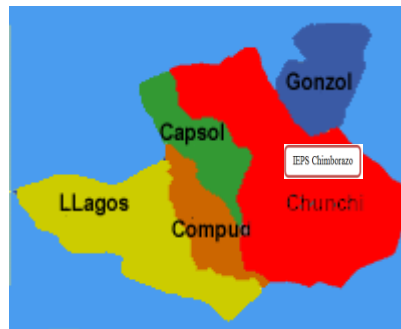 Gonzol
Capsol
IEPS Chimborazo
LLagos
Chunchi
Compud